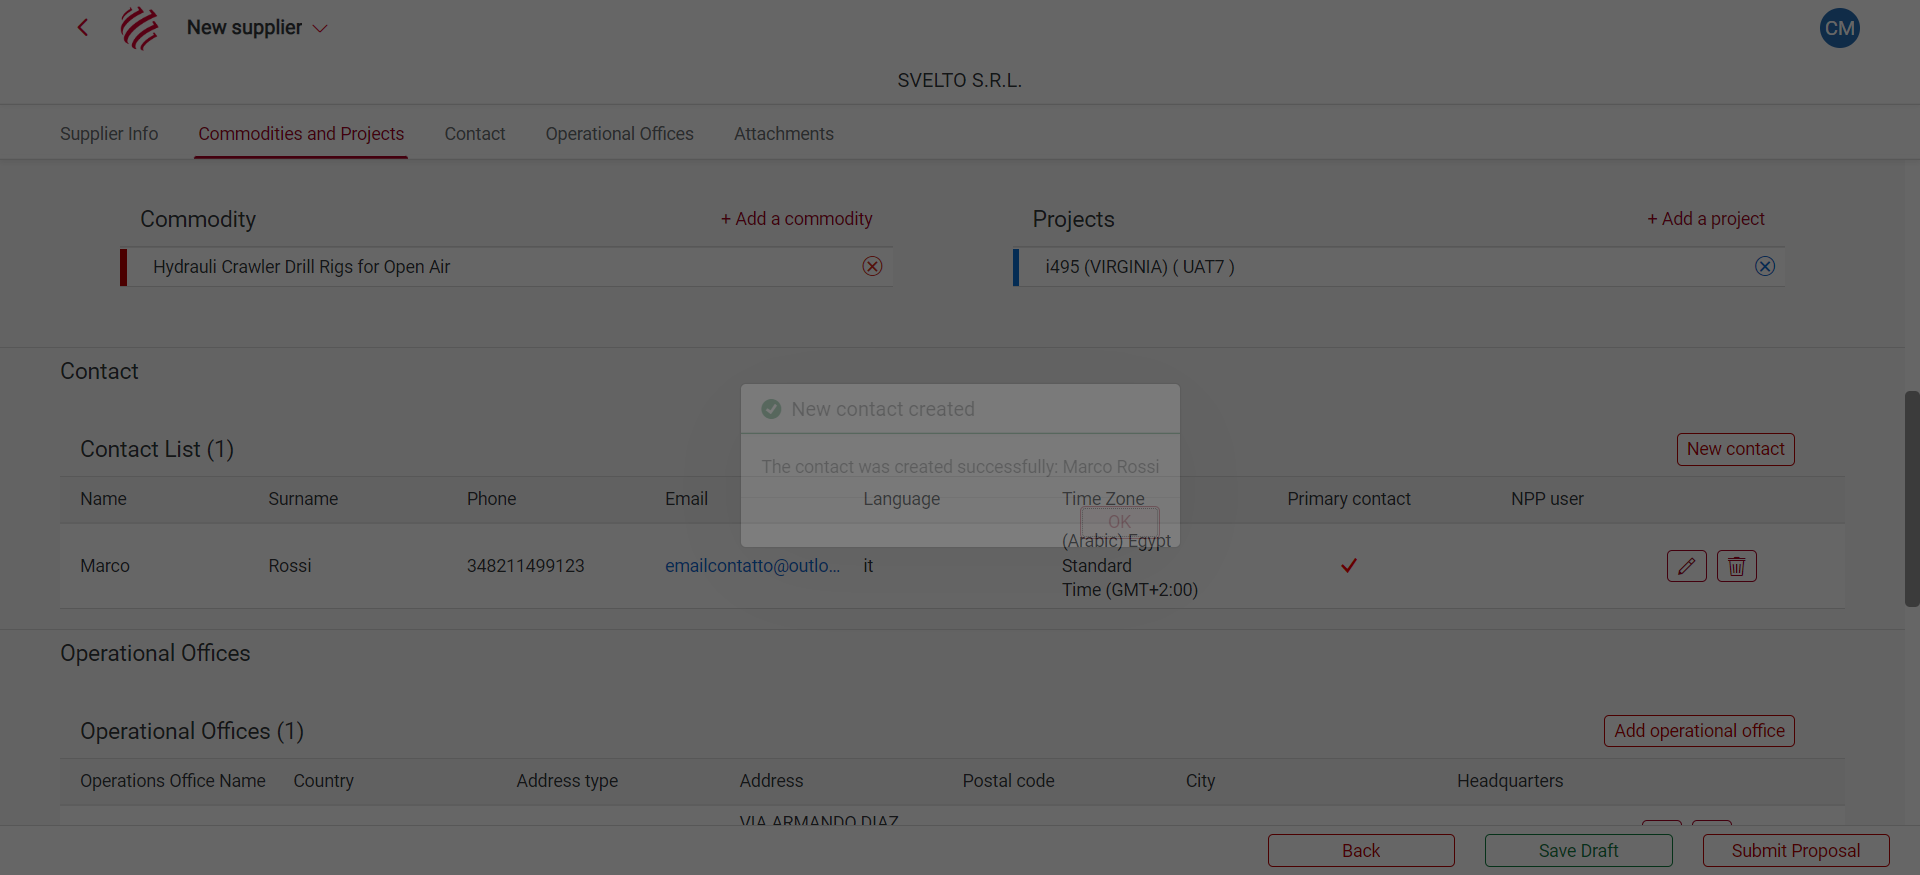 New supplier
CM
SVELTO S.R.L.
Supplier Info
Commodities and Projects
Contact
Operational Offices
Attachments
Commodity
+ Add a commodity
Projects
+ Add a project
Hydrauli Crawler Drill Rigs for Open Air
i495 (VIRGINIA) ( UAT7 )
Contact
New contact created
The contact was created successfully: Marco Rossi
OK
Contact List (1)
New contact
Name
Surname
Phone
Email
Language
Time Zone
Primary contact
NPP user
Marco
Rossi
348211499123
emailcontatto@outlo...
it
(Arabic) Egypt
Standard
Time (GMT+2:00)
Operational Offices
Operational Offices (1)
Add operational office
Operations Office Name
Country
Address type
Address
Postal code
City
Headquarters
VIA ARMANDO DIAZ
Back
Save Draft
Submit Proposal